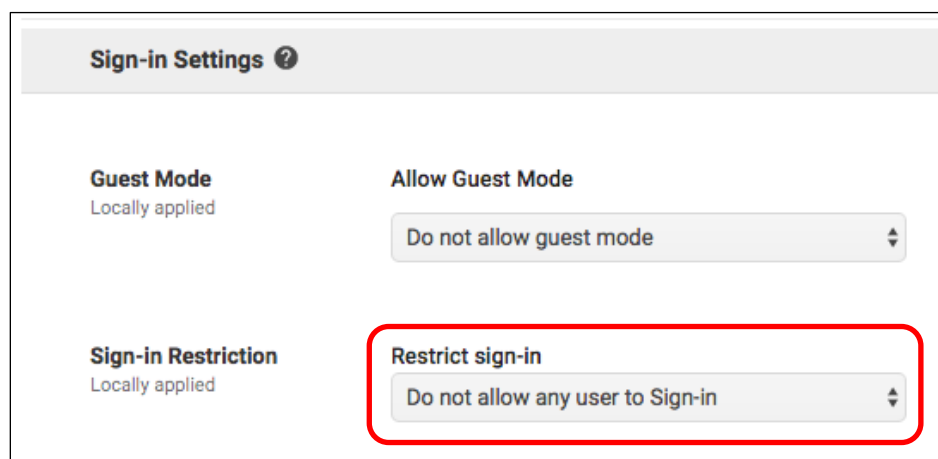 Sign-in Settings ?
Guest Mode
Allow Guest Mode
Locally applied
Do not allow guest mode
Sign-in Restriction
Restrict sign-in
Locally applied
Do not allow any user to Sign-in